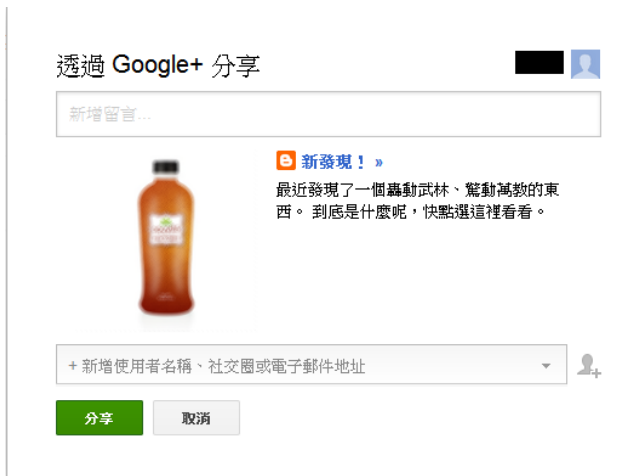 透過 Google+ 分享
新增留言...
新發現！ »
最近發現了一個轟動武林、驚動萬教的東
西。 到底是什麼呢，快點選這裡看看。
+ 新增使用者名稱、社交圈或電子郵件地址
分享 取消